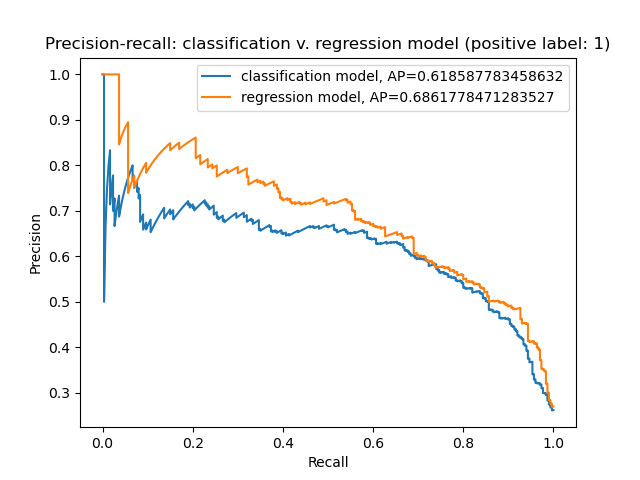 Precision-recall: classification v. regression model (positive label: 1)
classification model, AP=0.618587783458632
regression model, AP=0.6861778471283527
1.0
0.9
0.8
0.7
0.6
0.5
0.4
0.3
Precision
0.0 0.2 0.4 0.6 0.8 1.0
Recall